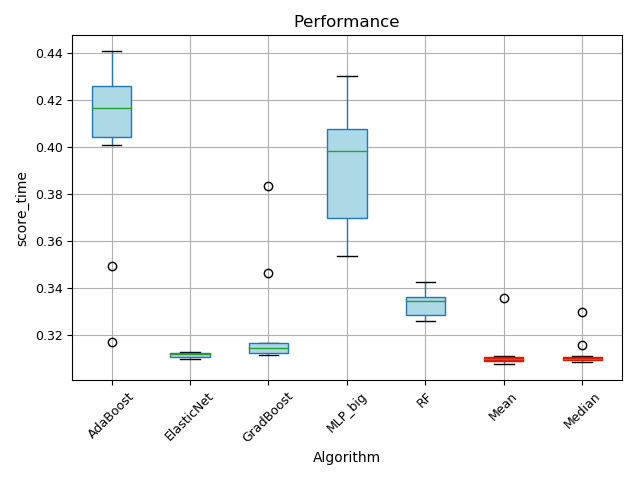 Performance
score_time
0.44
0.42
0.40
0.38
0.36
0.34
0.32
AdaBoost
ElasticNet
GradBoost
MLP_big
RF
Mean
Median
Algorithm